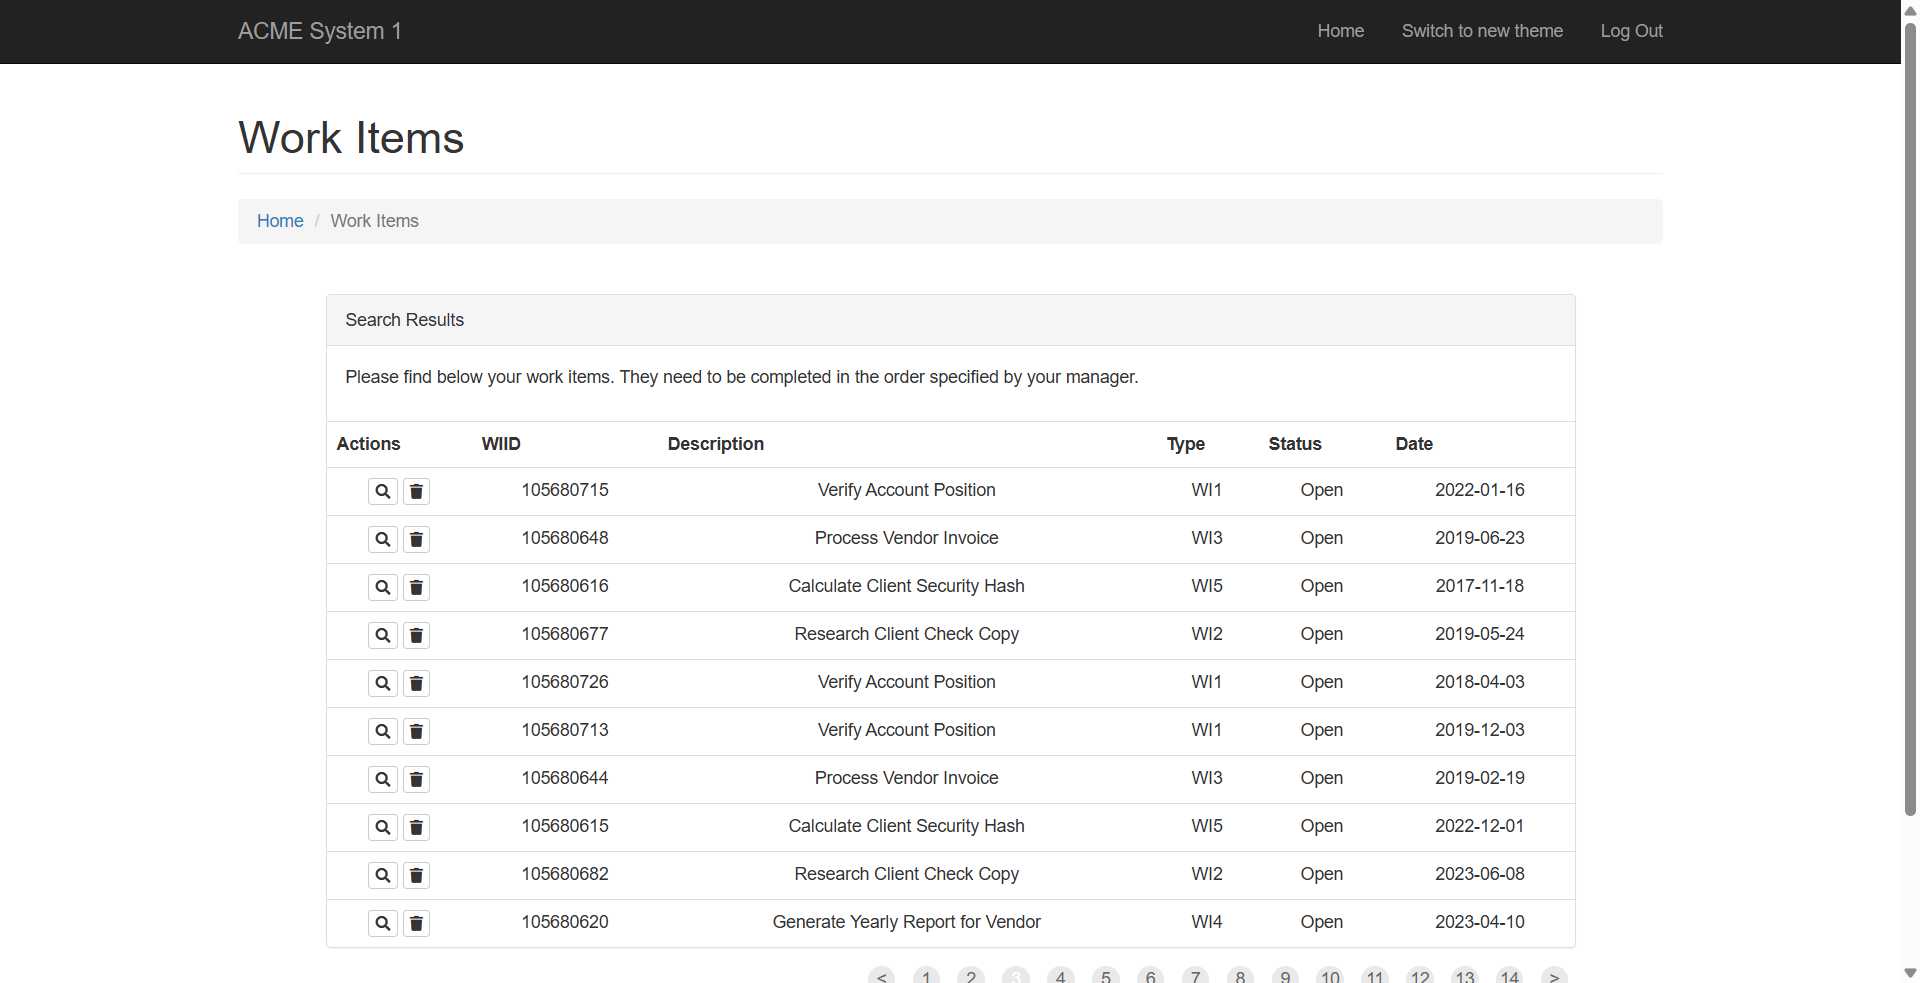 ACME System 1 Home Switch to new theme Log Out
Work Items
Home / Work Items
Search Results
Please find below your work items. They need to be completed in the order specified by your manager.
Actions WIID Description Type Status Date
105680715 Verify Account Position WI1 Open 2022-01-16
105680648 Process Vendor Invoice WI3 Open 2019-06-23
105680616 Calculate Client Security Hash WI5 Open 2017-11-18
105680677 Research Client Check Copy WI2 Open 2019-05-24
105680726 Verify Account Position WI1 Open 2018-04-03
105680713 Verify Account Position WI1 Open 2019-12-03
105680644 Process Vendor Invoice WI3 Open 2019-02-19
105680615 Calculate Client Security Hash WI5 Open 2022-12-01
105680682 Research Client Check Copy WI2 Open 2023-06-08
105680620 Generate Yearly Report for Vendor WI4 Open 2023-04-10
< 1 2 3 4 5 6 7 8 9 10 11 12 13 14 >